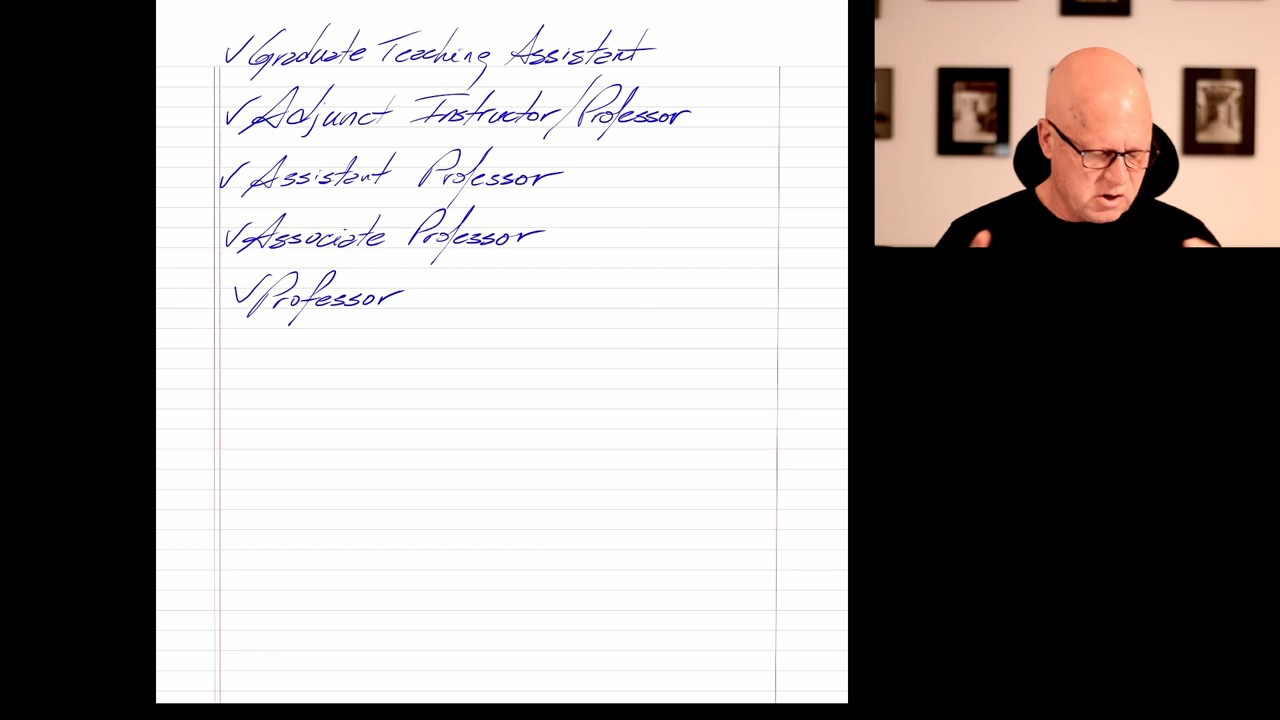 ✓Graduate Teaching Assistant
✓Adjunct Instructor/Professor
✓Assistant Professor
✓Associate Professor
✓Professor